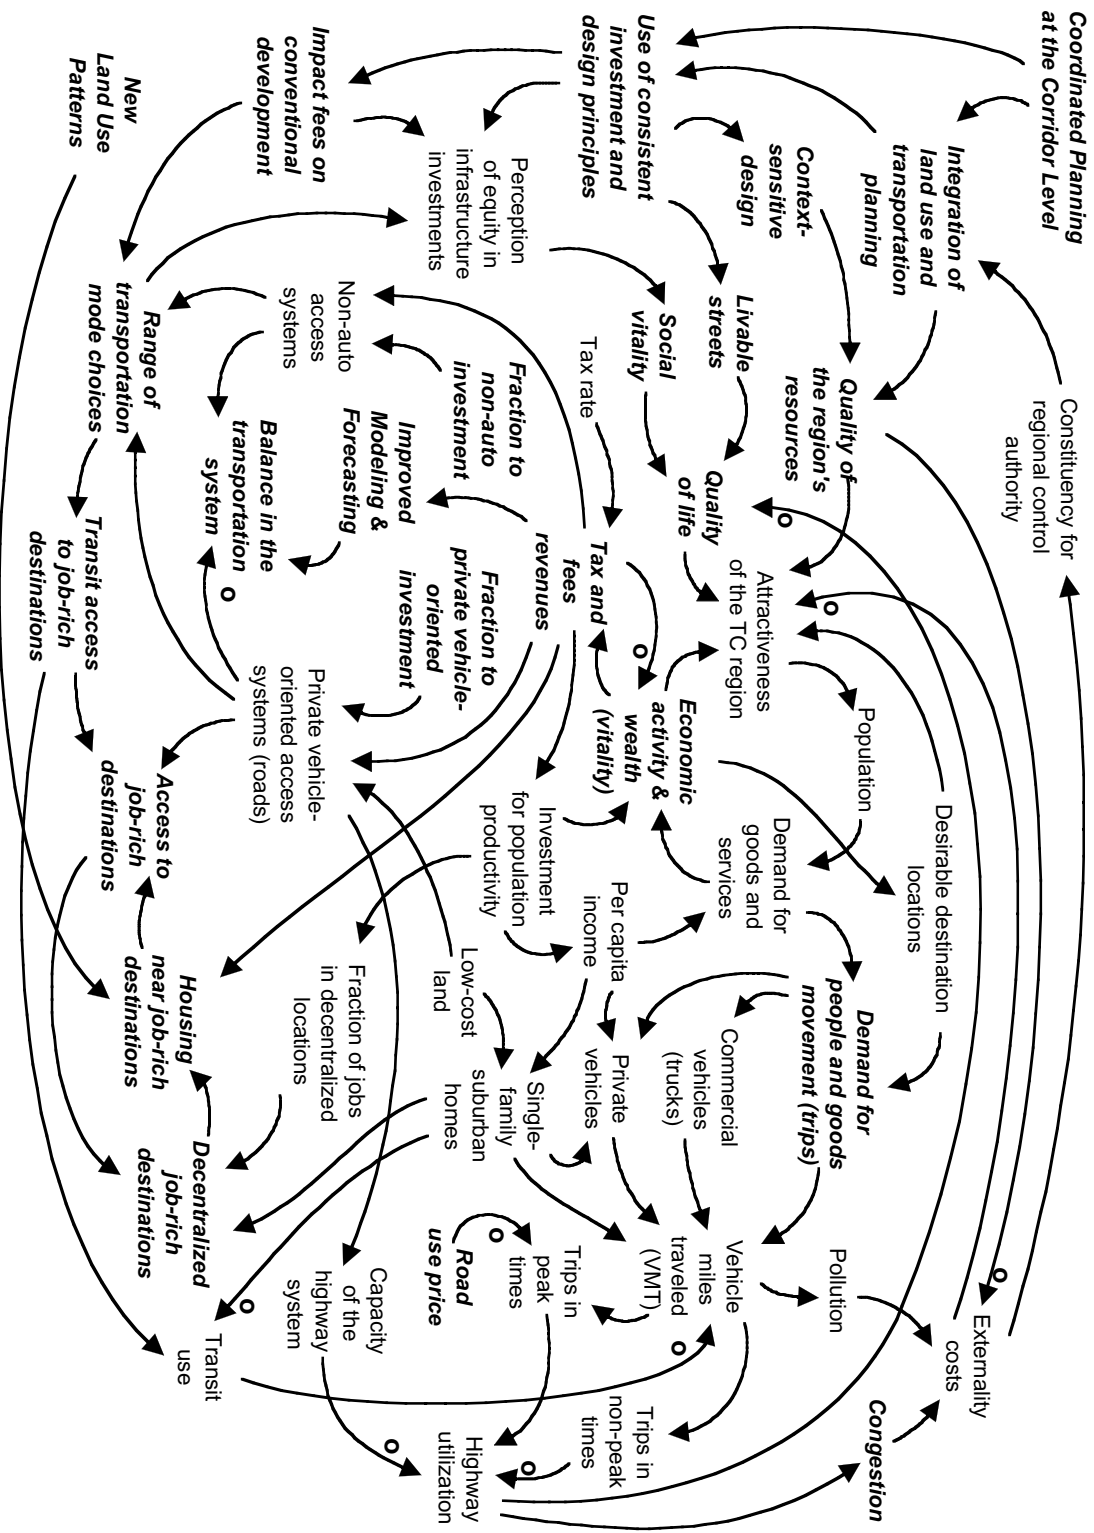 Coordinated Planning
at the Corridor Level
Constituency for
regional control
authority
Externality
costs
Integration of
land use and
transportation
planning
Desirable destination
locations
Congestion
Context-
sensitive
design
Quality of
the region's
resources
Population
Demand for
people and goods
movement (trips)
Pollution
Livable
streets
Quality
of life
Attractiveness
of the TC region
Demand for
goods and
services
Commercial
vehicles
(trucks)
Vehicle
miles
traveled
(VMT)
Use of consistent
investment and
design principles
Social
vitality
Economic
activity &
wealth
(vitality)
Per capita
income
Private
vehicles
Trips in
non-peak
times
Tax rate
Tax and
fees
revenues
Investment
for population
productivity
Single-
family
suburban
homes
Trips in
peak
times
Perception
of equity in
infrastructure
investments
Fraction to
non-auto
investment
Fraction to
private vehicle-
oriented
investment
Low-cost
land
Road
use price
Highway
utilization
Impact fees on
conventional
development
Non-auto
access
systems
Improved
Modeling &
Forecasting
Private vehicle-
oriented access
systems (roads)
Fraction of jobs
in decentralized
locations
Capacity
of the
highway
system
Balance in the
transportation
system
New
Land Use
Patterns
Range of
transportation
mode choices
Transit access
to job-rich
destinations
Access to
job-rich
destinations
Housing
near job-rich
destinations
Decentralized
job-rich
destinations
Transit
use
o
o
o
o
o
o
o
o
o
o